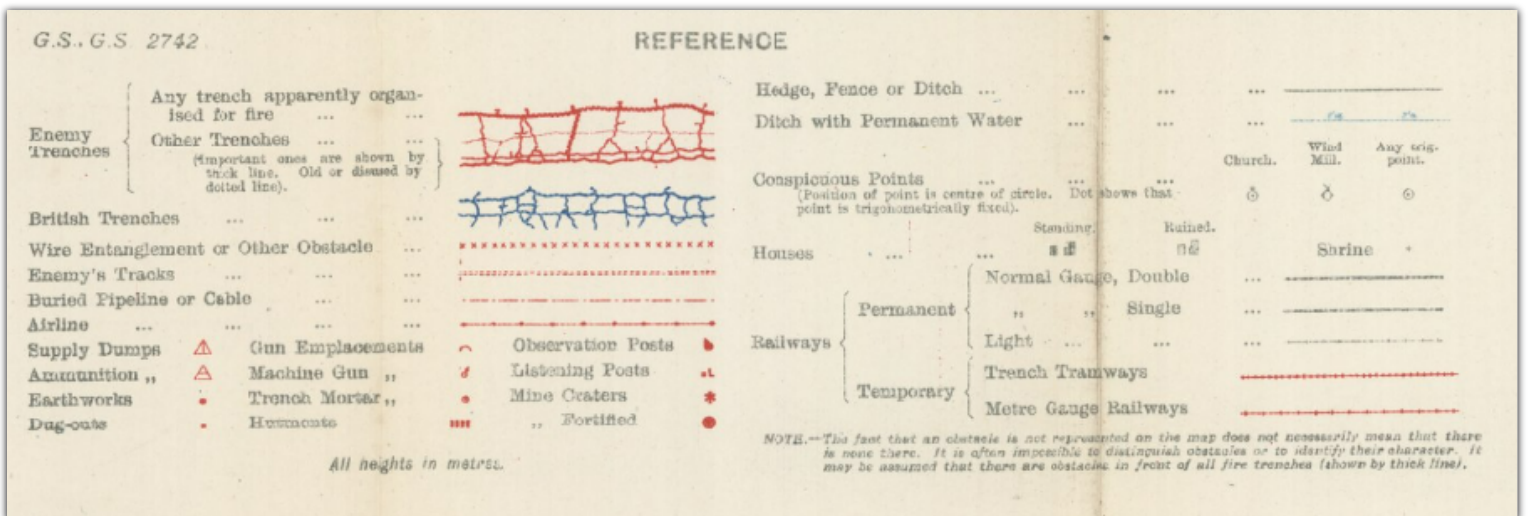 G.S., G.S. 2742
REFERENCE
Enemy
Trenches
Any trench apparently organ-
ised for fire ... ...
Other Trenches ... ...
(Important ones are shown by
thick line. Old or disused by
dotted line).
British Trenches ... ... ...
Wire Entanglement or Other Obstacle ...
Enemy's Tracks ... ... ...
Buried Pipeline or Cable ... ...
Airline ... ... ... ...
Supply Dumps Gun Emplacements Observation Posts
Ammunition „ Machine Gun „ Listening Posts
Earthworks Trench Mortar „ Mine Craters
Dug-outs Hutments „ Fortified
All heights in metres.
Hedge, Fence or Ditch ... ... ... ...
Ditch with Permanent Water ... ... ...
Church. Wind Mill. Any trig. point.
Conspicuous Points ... ... ...
(Position of point is centre of circle. Dot shows that
point is trigonometrically fixed).
Standing. Ruined.
Houses ... ... Shrine
Railways
Permanent
Normal Gauge, Double ...
„ „ Single ...
Light ... ... ...
Temporary
Trench Tramways
Metre Gauge Railways
NOTE.—The fact that an obstacle is not represented on the map does not necessarily mean that there
is none there. It is often impossible to distinguish obstacles or to identify their character. It
may be assumed that there are obstacles in front of all fire trenches (shown by thick line).